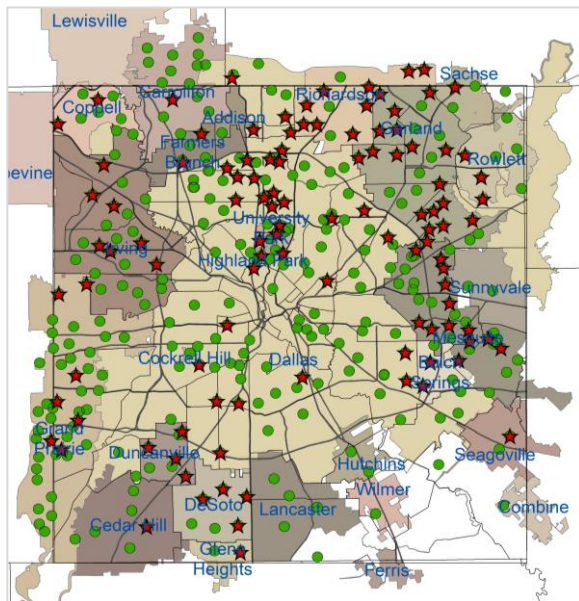 Lewisville
Sachse
Carrollton
Coppell
Richardson
Addison
Garland
Farmers
Branch
Rowlett
pevine
University
Park
Irving
Highland Park
Sunnyvale
Mesquite
Cockrell Hill
Dallas
Balch
Springs
Grand
Prairie
Duncanville
Hutchins
Seagoville
Wilmer
DeSoto
Lancaster
Combine
Cedar Hill
Glenn
Heights
Ferris